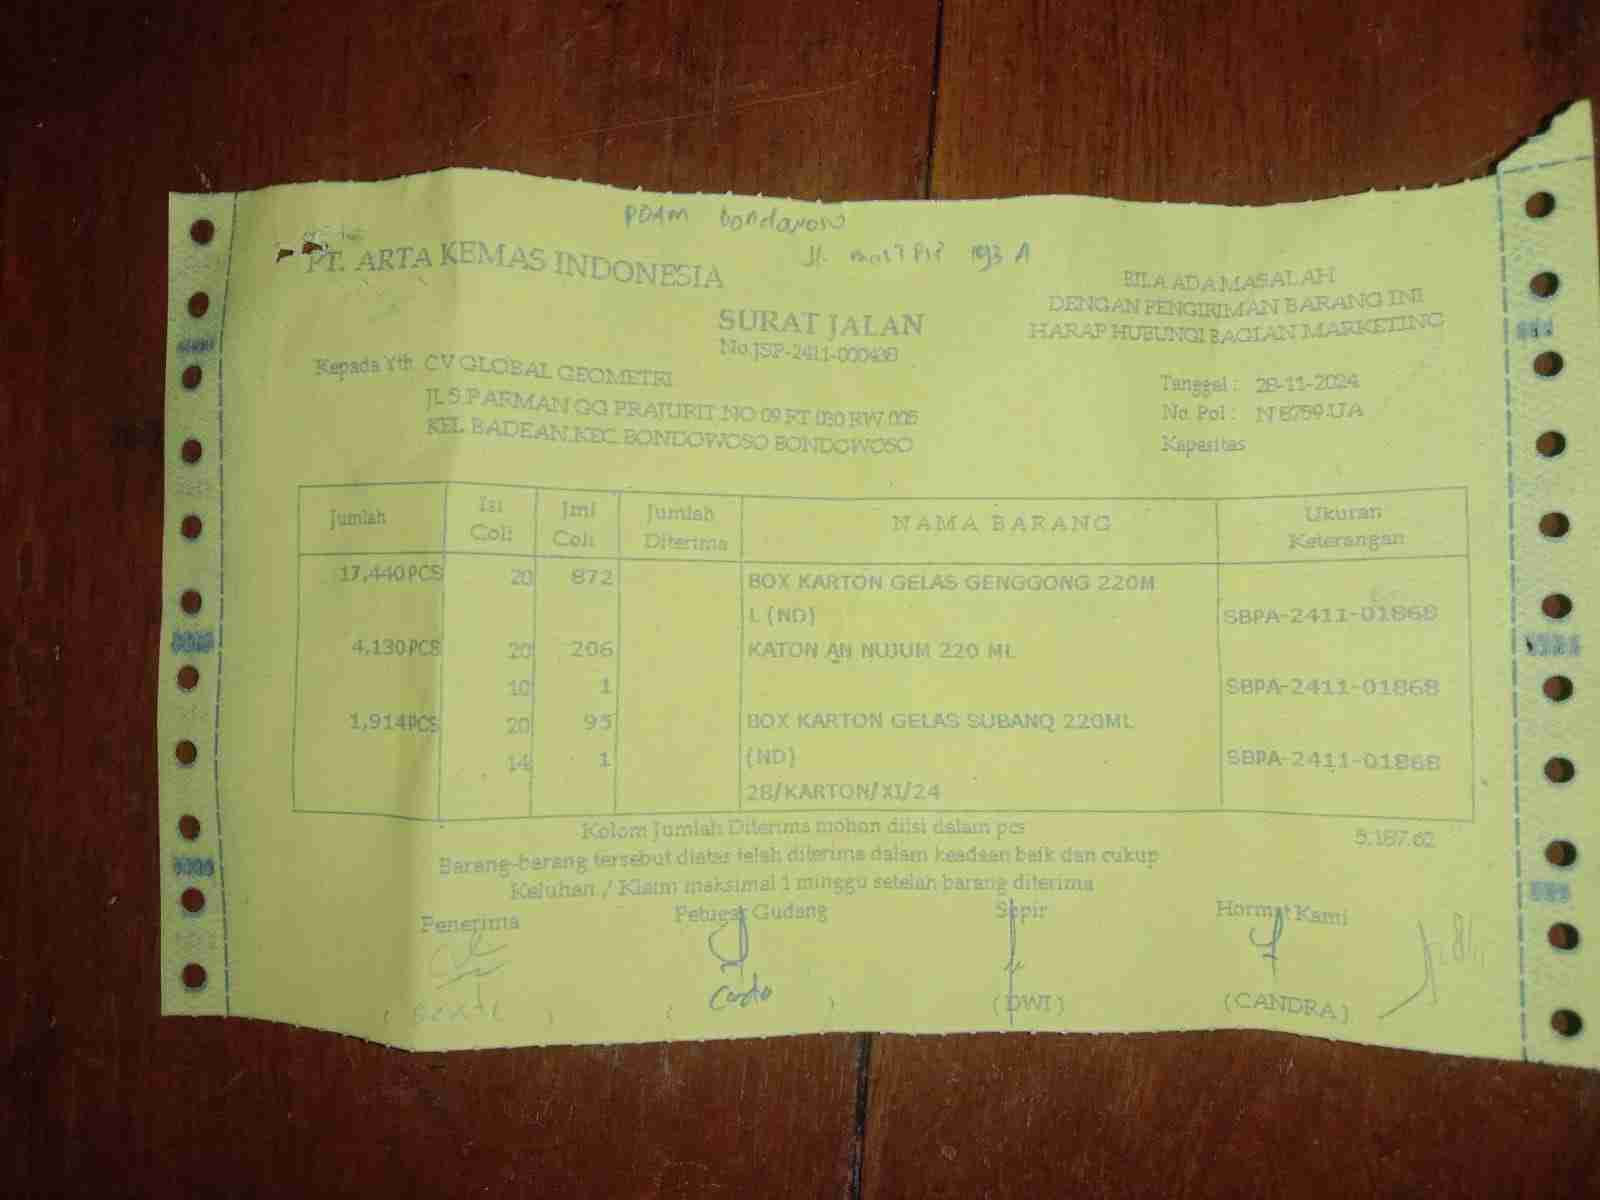 PDAM bondowoso
Jl. mastrip 193 A
PT. ARTA KEMAS INDONESIA
BILA ADA MASALAH
DENGAN PENGIRIMAN BARANG INI
HARAP HUBUNGI BAGIAN MARKETING
SURAT JALAN
No.JSP-2411-000438
Kepada Yth. CV GLOBAL GEOMETRI
JL S.PARMAN GG PRAJURIT NO 09 RT 030 RW 005
KEL. BADEAN,KEC. BONDOWOSO BONDOWOSO
Tanggal : 28-11-2024
No. Pol : N 8759 UA
Kapasitas
Jumlah Isi Coli Jml Coli Jumlah Diterima NAMA BARANG Ukuran Keterangan
17,440 PCS 20 872 BOX KARTON GELAS GENGGONG 220M
L (ND) SBPA-2411-01868
4,130 PCS 20 206 KATON AN NUJUM 220 ML
10 1 SBPA-2411-01868
1,914 PCS 20 95 BOX KARTON GELAS SUBANQ 220ML
14 1 (ND) SBPA-2411-01868
28/KARTON/XI/24
Kolom Jumlah Diterima mohon diisi dalam pcs 5.187.62
Barang-barang tersebut diatas telah diterima dalam keadaan baik dan cukup
Keluhan / Klaim maksimal 1 minggu setelah barang diterima
Penerima Petugas Gudang Sopir Hormat Kami
( ) ( ) (DWI) (CANDRA)